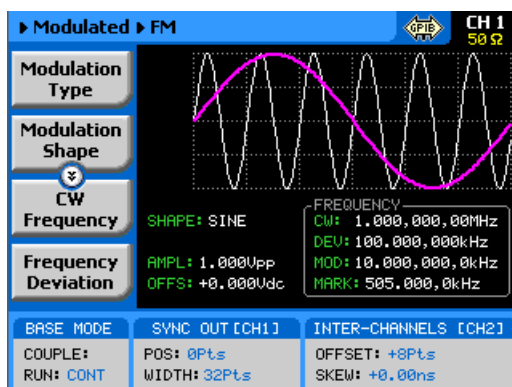 ▶ Modulated ▶ FM
GPIB
CH 1
50 Ω
Modulation
Type
Modulation
Shape
CW
Frequency
Frequency
Deviation
SHAPE: SINE
AMPL: 1.000Vpp
OFFS: +0.000Vdc
FREQUENCY
CW: 1.000,000,00MHz
DEV: 100.000,000kHz
MOD: 10.000,000,0kHz
MARK: 505.000,0kHz
BASE MODE
COUPLE:
RUN: CONT
SYNC OUT [CH1]
POS: 0Pts
WIDTH: 32Pts
INTER-CHANNELS [CH2]
OFFSET: +8Pts
SKEW: +0.00ns